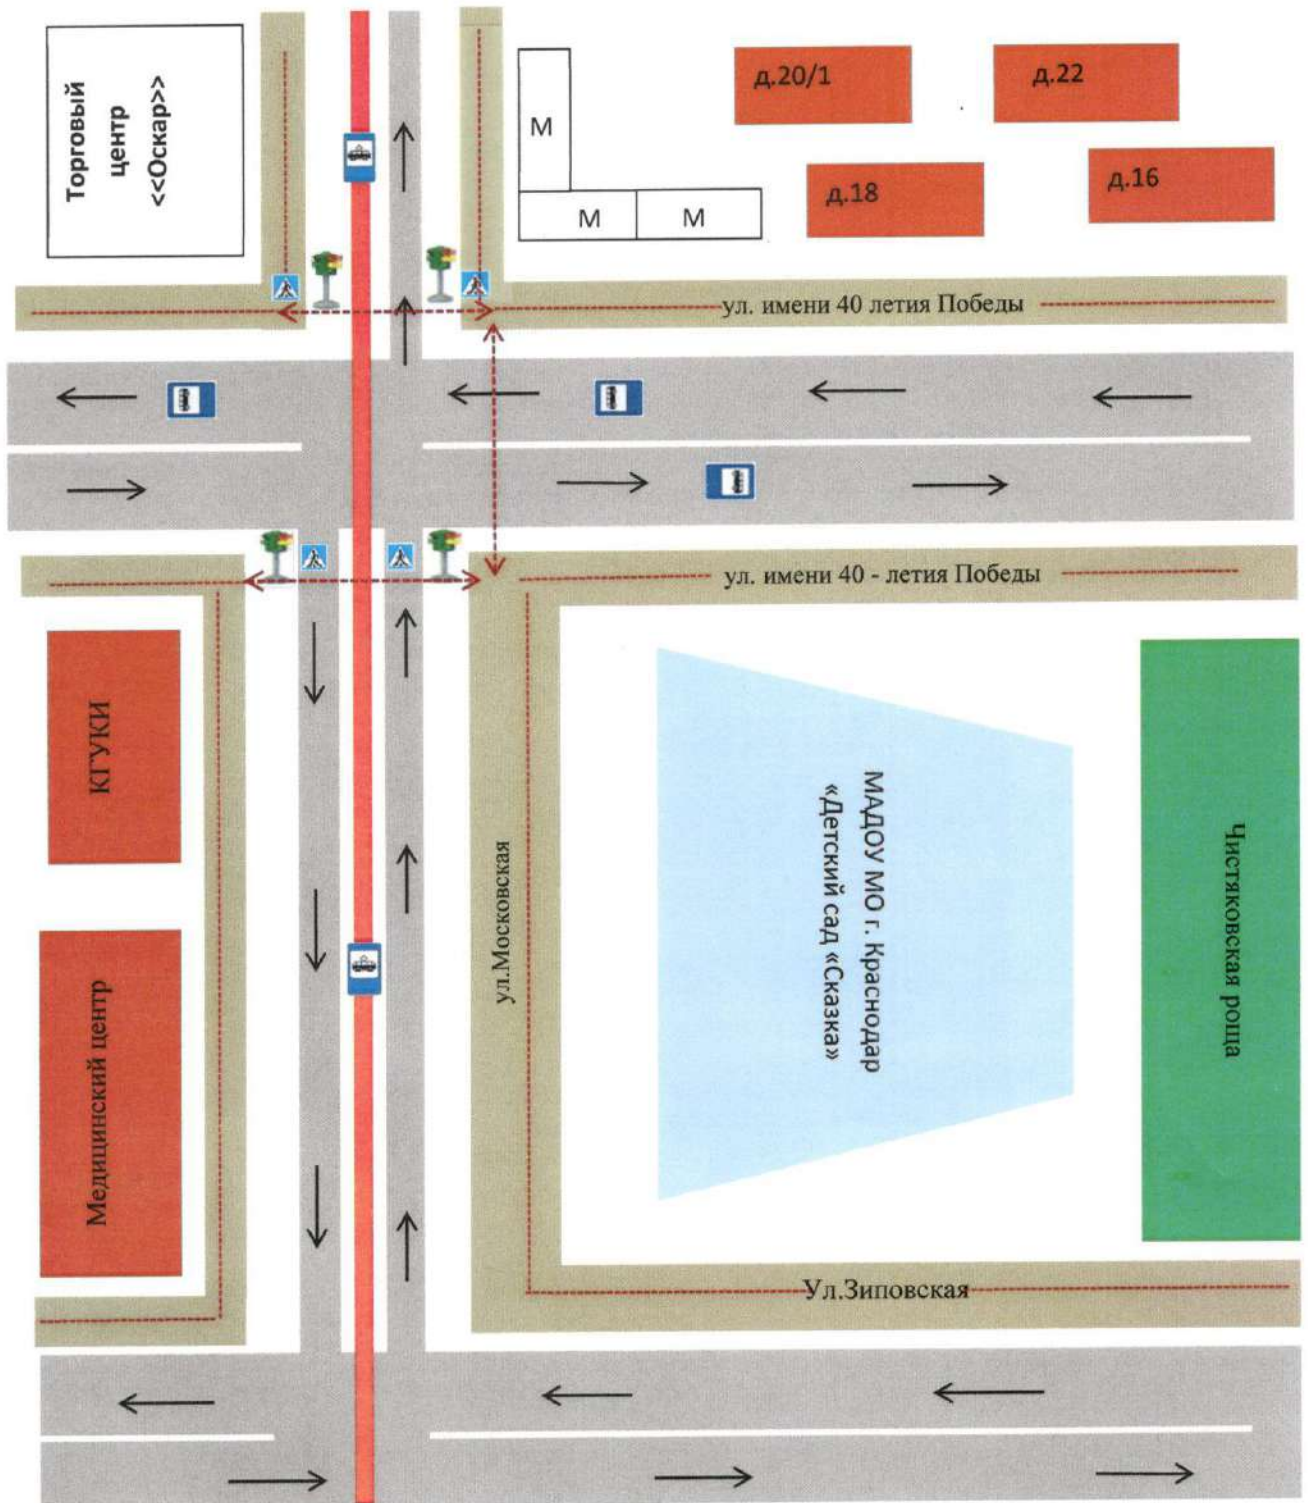 Торговый
центр
<<Оскар>>
М
М
М
д.20/1
д.22
д.18
д.16
ул. имени 40 летия Победы
ул. имени 40 - летия Победы
КГУКИ
Медицинский центр
ул.Московская
МАДОУ МО г. Краснодар
«Детский сад «Сказка»
Чистяковская роща
Ул.Зиповская